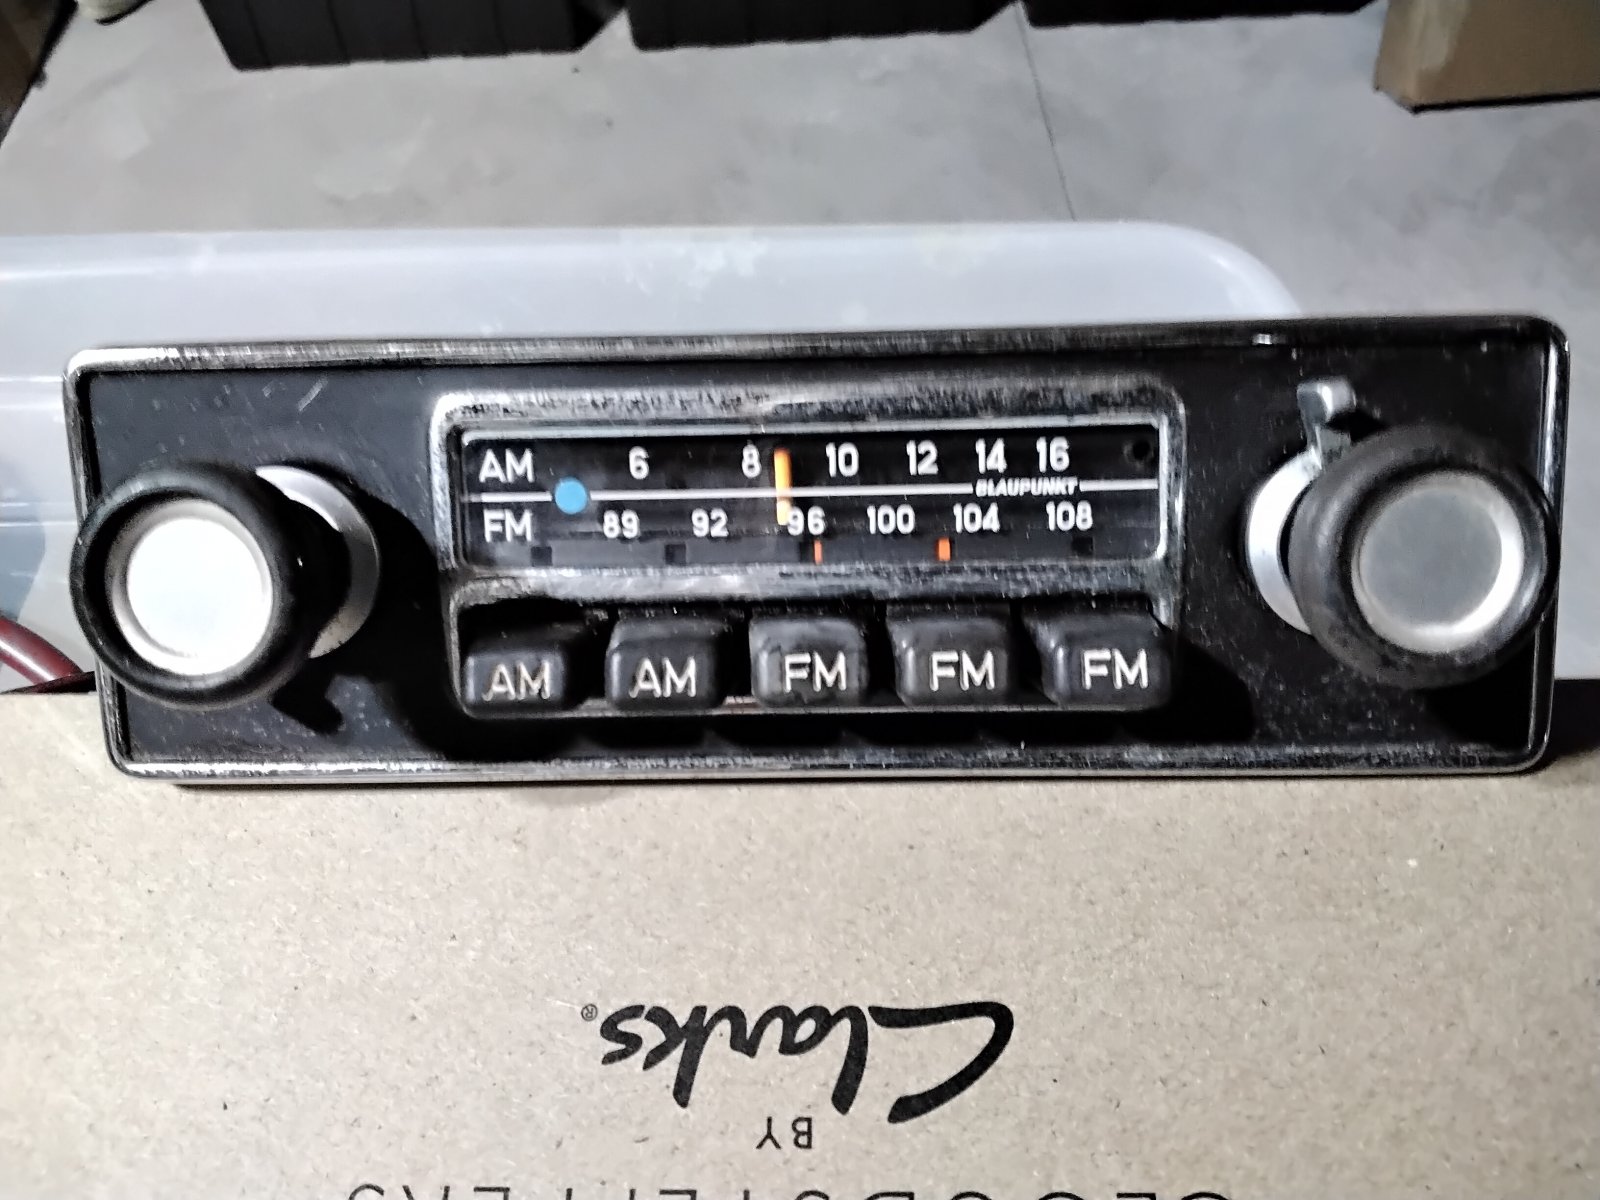 AM 6 8 10 12 14 16
BLAUPUNKT
FM 89 92 96 100 104 108
AM AM FM FM FM
Clarks®
BY